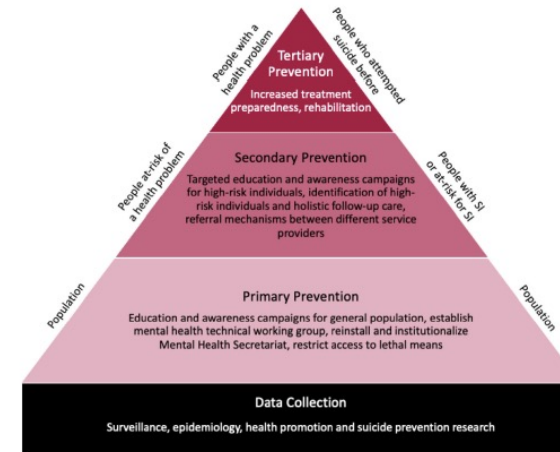 People with a
health problem
People who attempted
suicide before
Tertiary
Prevention
Increased treatment
preparedness, rehabilitation
People at-risk of
a health problem
People with SI
or at-risk for SI
Secondary Prevention
Targeted education and awareness campaigns
for high-risk individuals, identification of high-
risk individuals and holistic follow-up care,
referral mechanisms between different service
providers
Population
Population
Primary Prevention
Education and awareness campaigns for general population, establish
mental health technical working group, reinstall and institutionalize
Mental Health Secretariat, restrict access to lethal means
Data Collection
Surveillance, epidemiology, health promotion and suicide prevention research